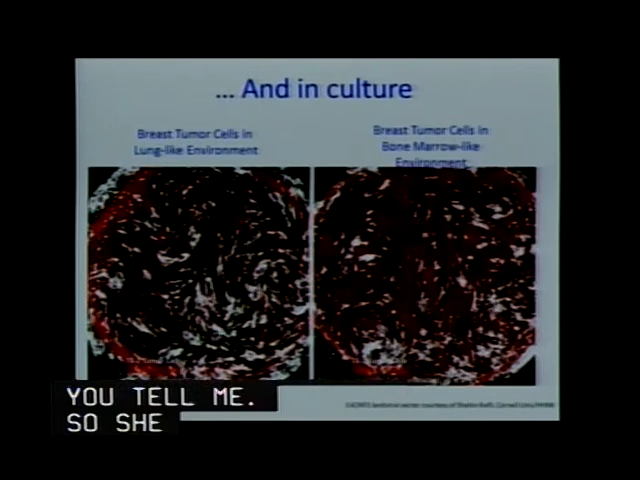 ... And in culture
Breast Tumor Cells in
Lung-like Environment
Breast Tumor Cells in
Bone Marrow-like
Environment
YOU TELL ME.
SO SHE